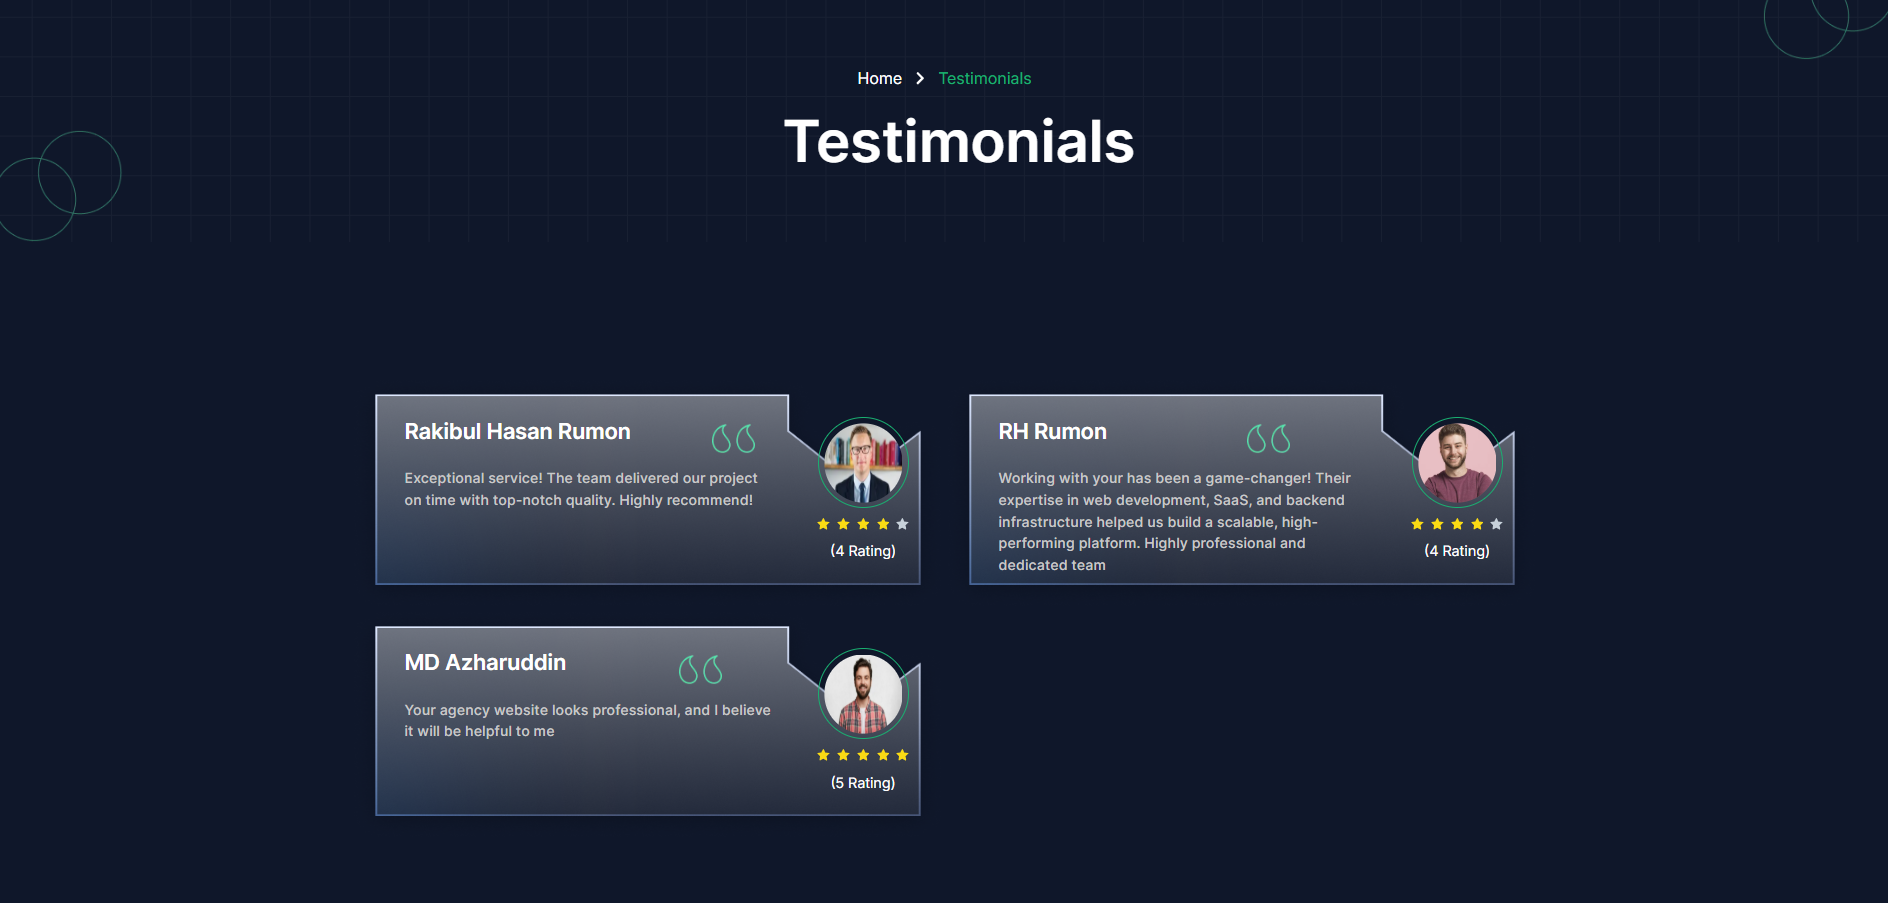 Home > Testimonials
Testimonials
Rakibul Hasan Rumon
Exceptional service! The team delivered our project
on time with top-notch quality. Highly recommend!
(4 Rating)
RH Rumon
Working with your has been a game-changer! Their
expertise in web development, SaaS, and backend
infrastructure helped us build a scalable, high-
performing platform. Highly professional and
dedicated team
(4 Rating)
MD Azharuddin
Your agency website looks professional, and I believe
it will be helpful to me
(5 Rating)